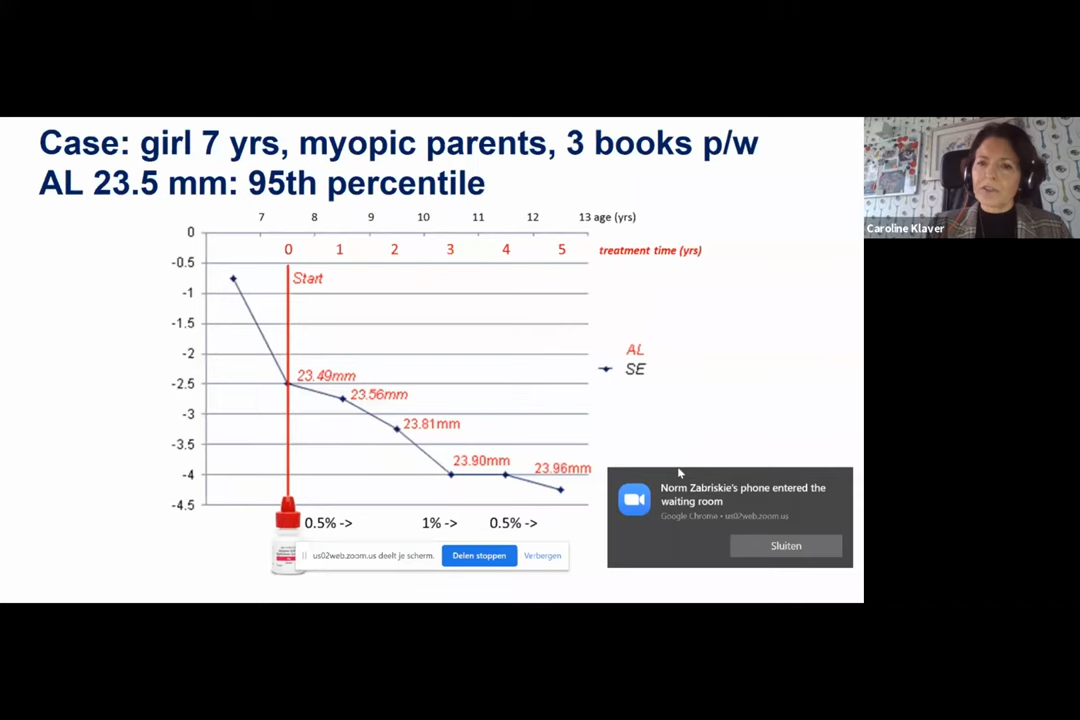 Case: girl 7 yrs, myopic parents, 3 books p/w
AL 23.5 mm: 95th percentile
Caroline Klaver
7 8 9 10 11 12 13 age (yrs)
0
0 1 2 3 4 5 treatment time (yrs)
-0.5
Start
-1
-1.5
-2
AL
SE
-2.5
23.49mm
23.56mm
-3
23.81mm
-3.5
-4
23.90mm
23.96mm
-4.5
0.5% ->
1% ->
0.5% ->
us02web.zoom.us deelt je scherm.
Delen stoppen
Verbergen
Norm Zabriskie's phone entered the
waiting room
Google Chrome • us02web.zoom.us
Sluiten